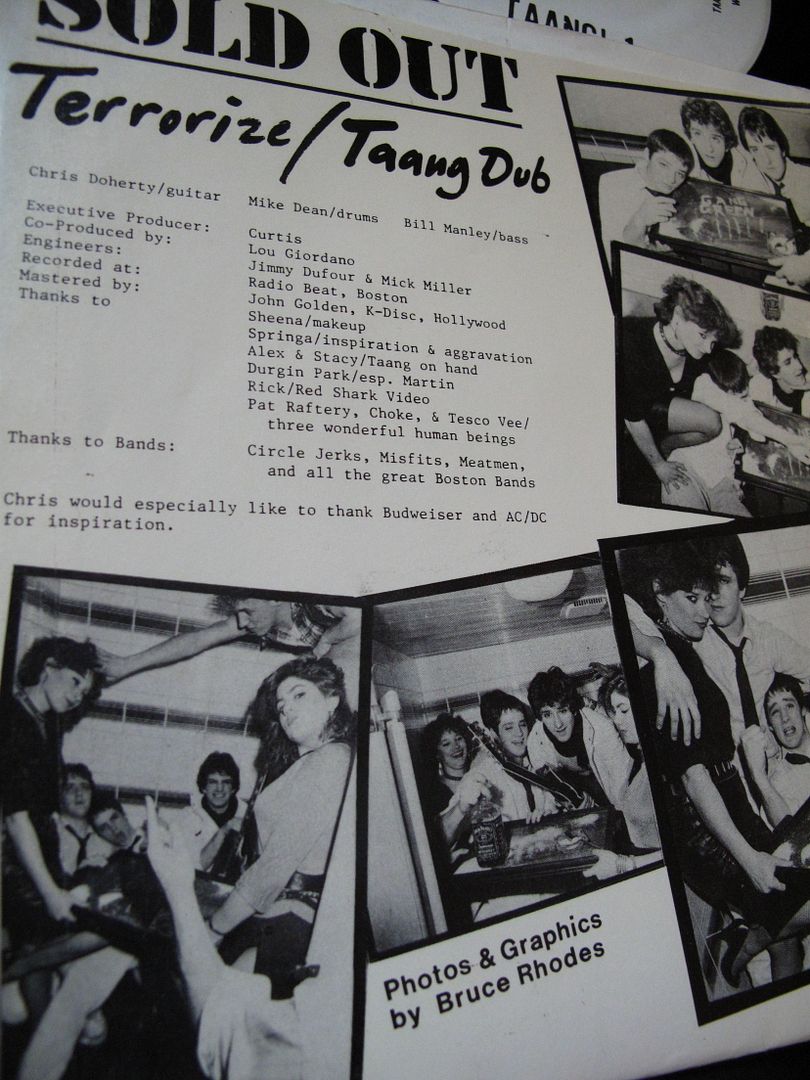 TAANG! 1
SOLD OUT
Terrorize/Taang Dub
Chris Doherty/guitar Mike Dean/drums Bill Manley/bass
Executive Producer: Curtis
Co-Produced by: Lou Giordano
Engineers: Jimmy Dufour & Mick Miller
Recorded at: Radio Beat, Boston
Mastered by: John Golden, K-Disc, Hollywood
Thanks to Sheena/makeup
Springa/inspiration & aggravation
Alex & Stacy/Taang on hand
Durgin Park/esp. Martin
Rick/Red Shark Video
Pat Raftery, Choke, & Tesco Vee/
three wonderful human beings
Thanks to Bands: Circle Jerks, Misfits, Meatmen,
and all the great Boston Bands
Chris would especially like to thank Budweiser and AC/DC
for inspiration.
GANG
GREEN
Photos & Graphics
by Bruce Rhodes